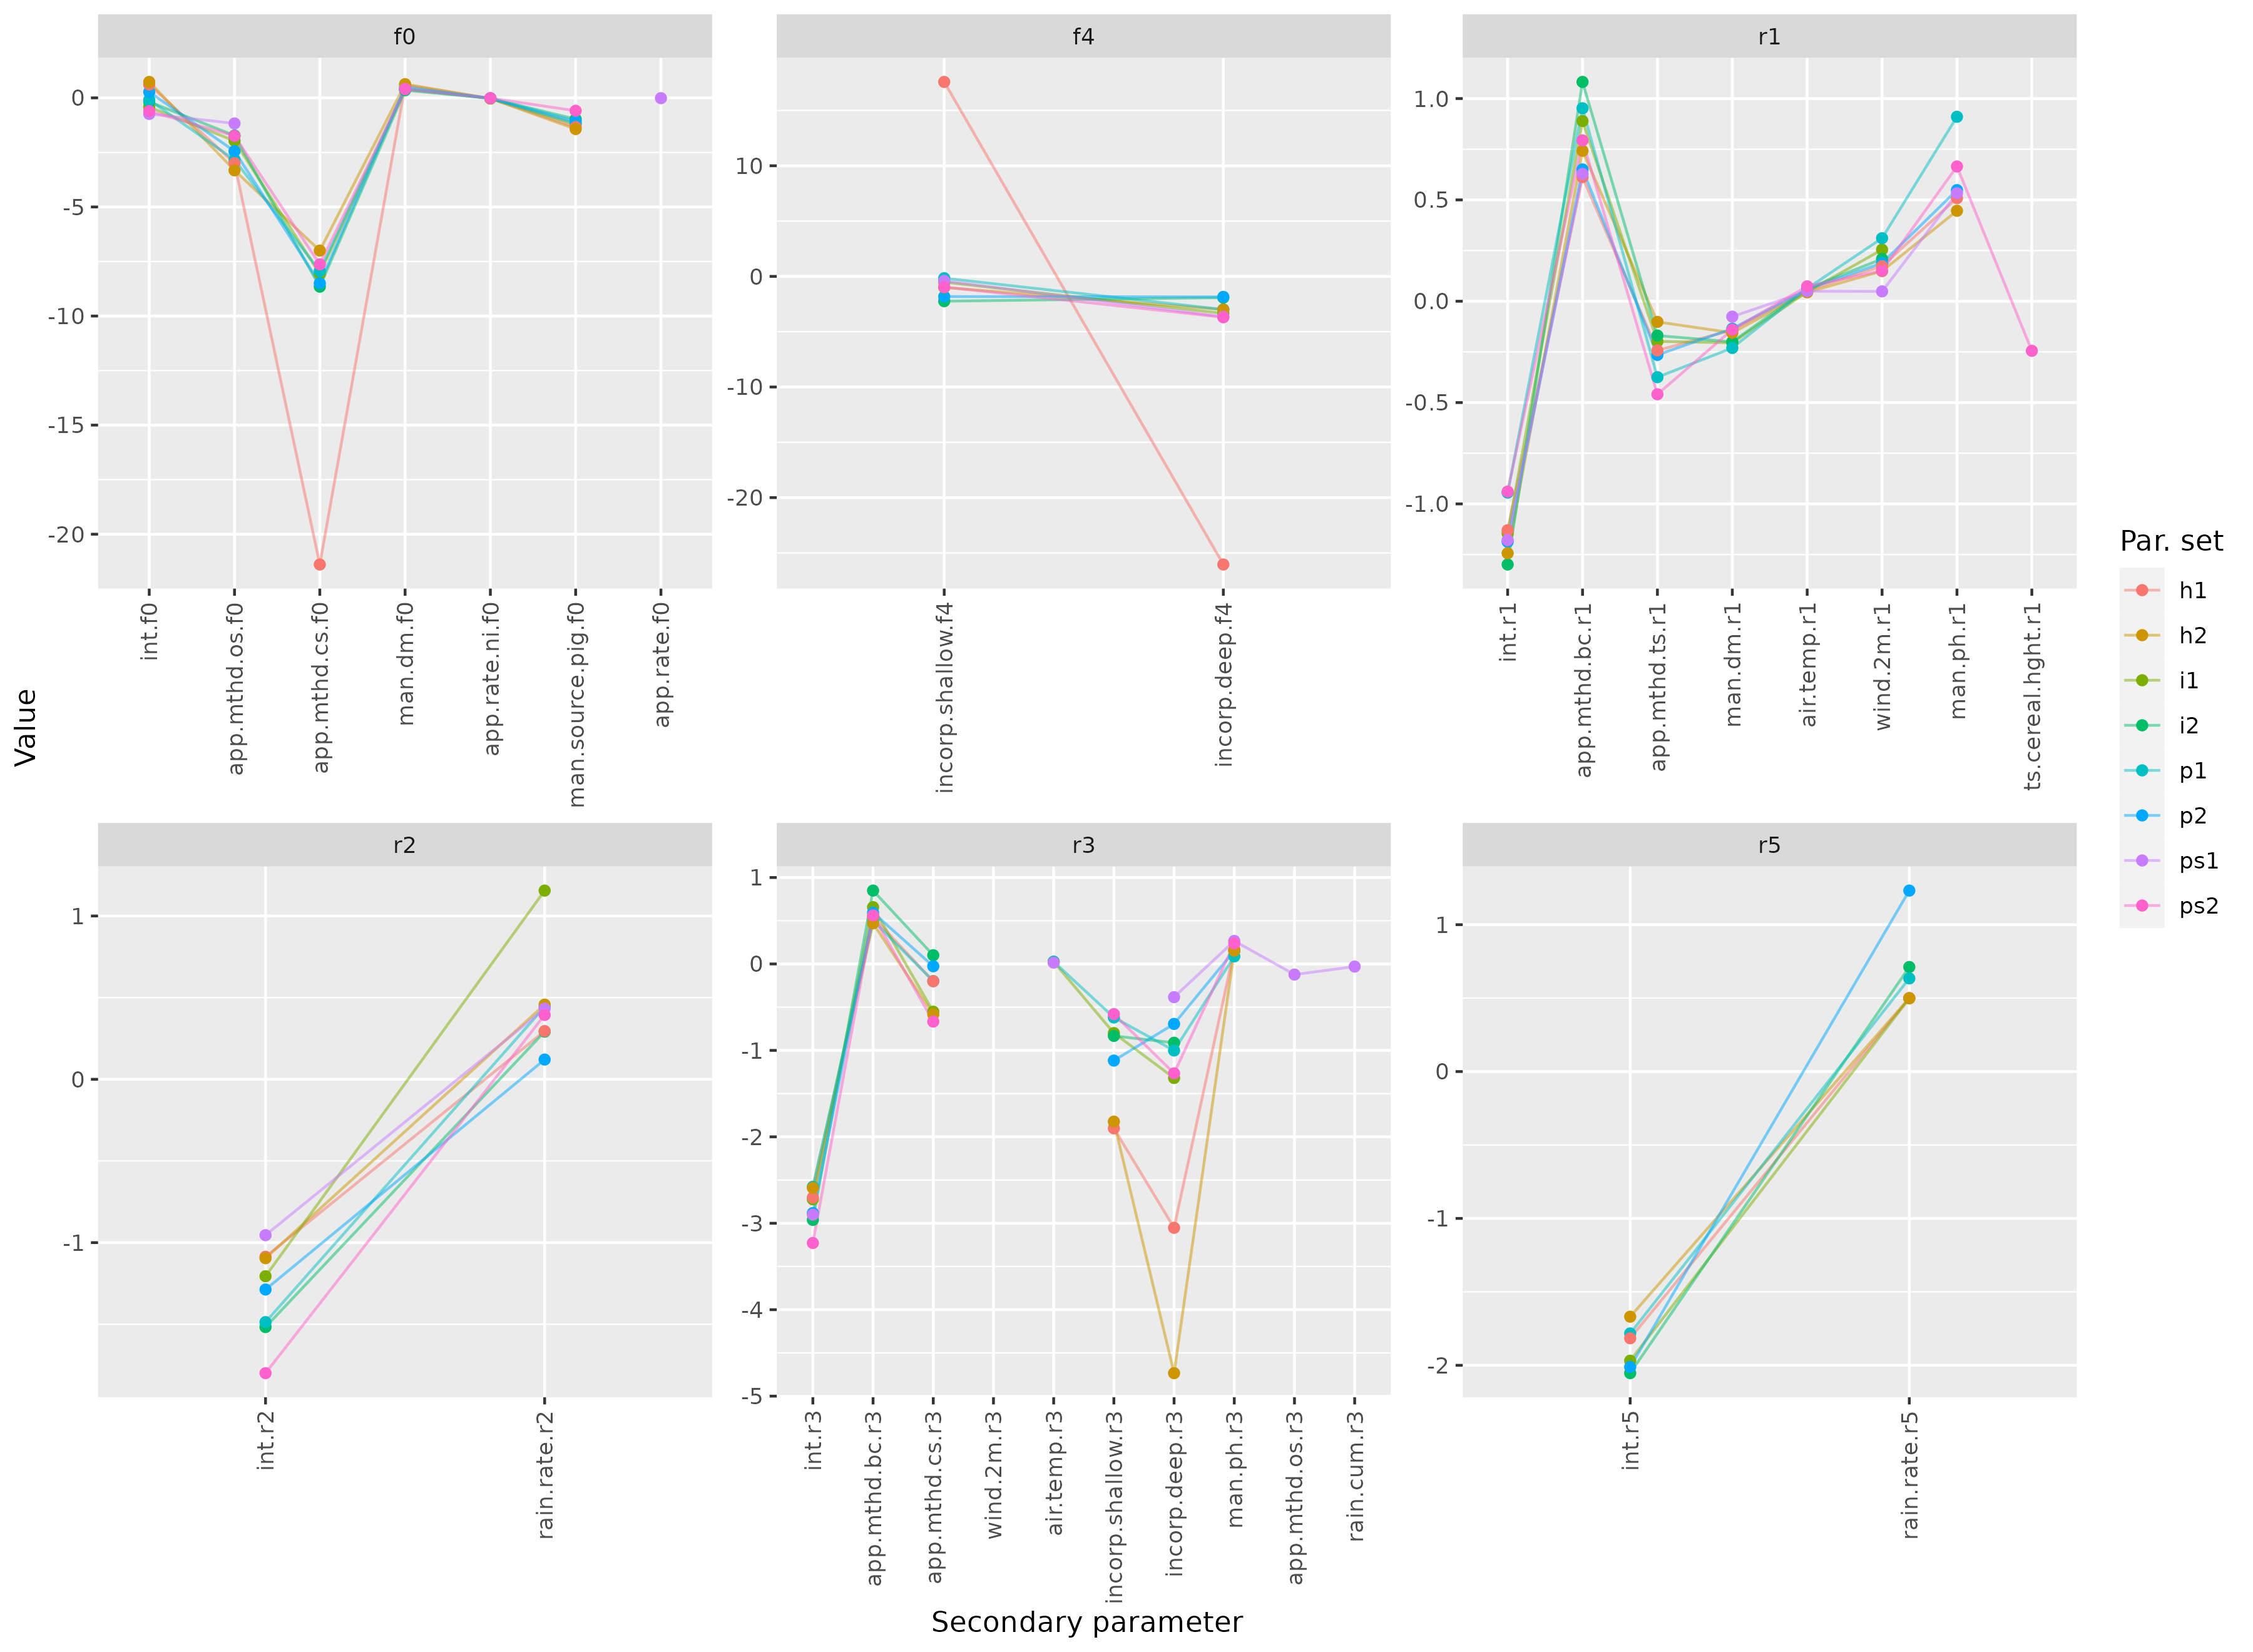 f0
f4
r1
0
-5
-10
-15
-20
10
0
-10
-20
1.0
0.5
0.0
-0.5
-1.0
int.f0
app.mthd.os.f0
app.mthd.cs.f0
man.dm.f0
app.rate.ni.f0
man.source.pig.f0
app.rate.f0
incorp.shallow.f4
incorp.deep.f4
int.r1
app.mthd.bc.r1
app.mthd.ts.r1
man.dm.r1
air.temp.r1
wind.2m.r1
man.ph.r1
ts.cereal.hght.r1
Value
Par. set
h1
h2
i1
i2
p1
p2
ps1
ps2
r2
r3
r5
1
0
-1
1
0
-1
-2
-3
-4
-5
1
0
-1
-2
int.r2
rain.rate.r2
int.r3
app.mthd.bc.r3
app.mthd.cs.r3
wind.2m.r3
air.temp.r3
incorp.shallow.r3
incorp.deep.r3
man.ph.r3
app.mthd.os.r3
rain.cum.r3
int.r5
rain.rate.r5
Secondary parameter